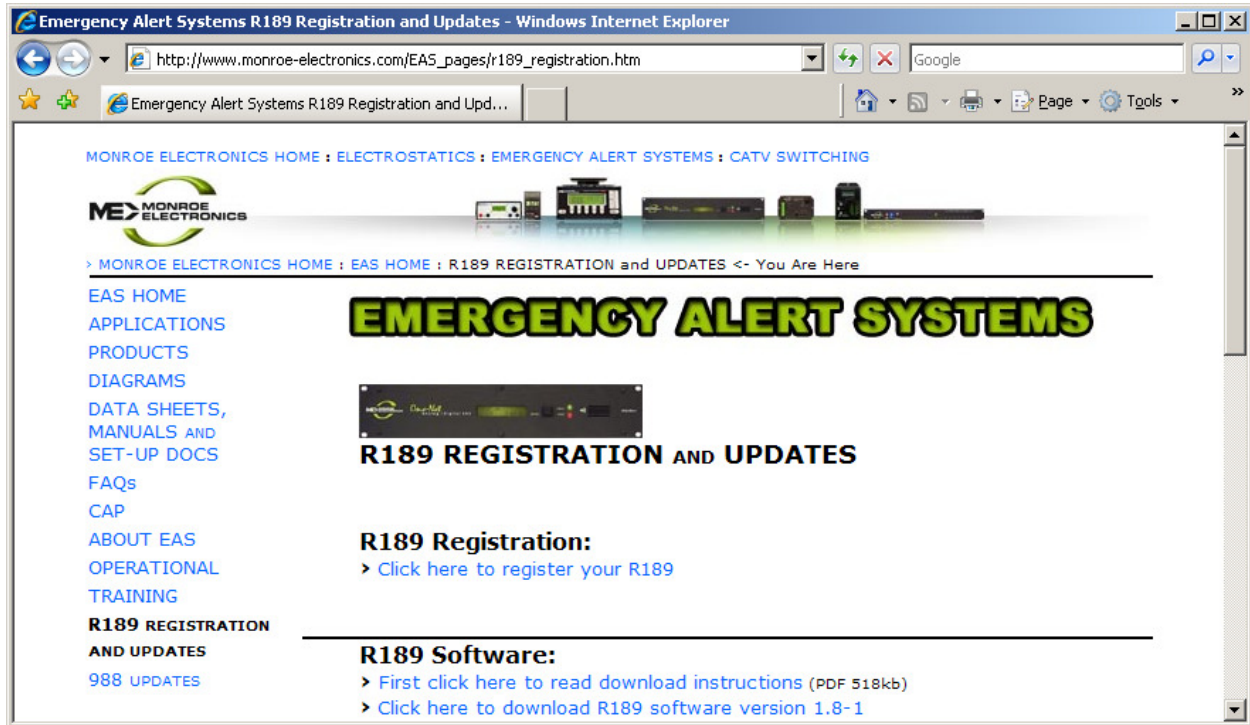 Emergency Alert Systems R189 Registration and Updates - Windows Internet Explorer
http://www.monroe-electronics.com/EAS_pages/r189_registration.htm
Google
Emergency Alert Systems R189 Registration and Upd...
Page
Tools
»
MONROE ELECTRONICS HOME : ELECTROSTATICS : EMERGENCY ALERT SYSTEMS : CATV SWITCHING
ME MONROE
ELECTRONICS
> MONROE ELECTRONICS HOME : EAS HOME : R189 REGISTRATION and UPDATES <- You Are Here
EAS HOME
APPLICATIONS
PRODUCTS
DIAGRAMS
DATA SHEETS,
MANUALS AND
SET-UP DOCS
FAQs
CAP
ABOUT EAS
OPERATIONAL
TRAINING
R189 REGISTRATION
AND UPDATES
988 UPDATES
EMERGENCY ALERT SYSTEMS
R189 REGISTRATION AND UPDATES
R189 Registration:
> Click here to register your R189
R189 Software:
> First click here to read download instructions (PDF 518kb)
> Click here to download R189 software version 1.8-1